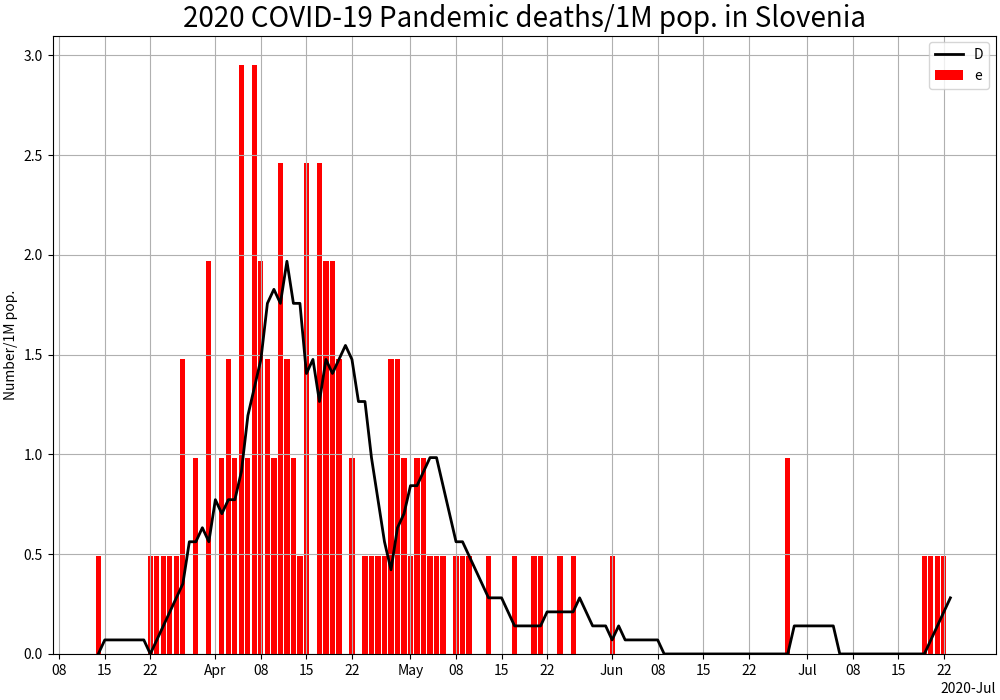 2020 COVID-19 Pandemic deaths/1M pop. in Slovenia
D
e
Number/1M pop.
3.0
2.5
2.0
1.5
1.0
0.5
0.0
08 15 22 Apr 08 15 22 May 08 15 22 Jun 08 15 22 Jul 08 15 22
2020-Jul